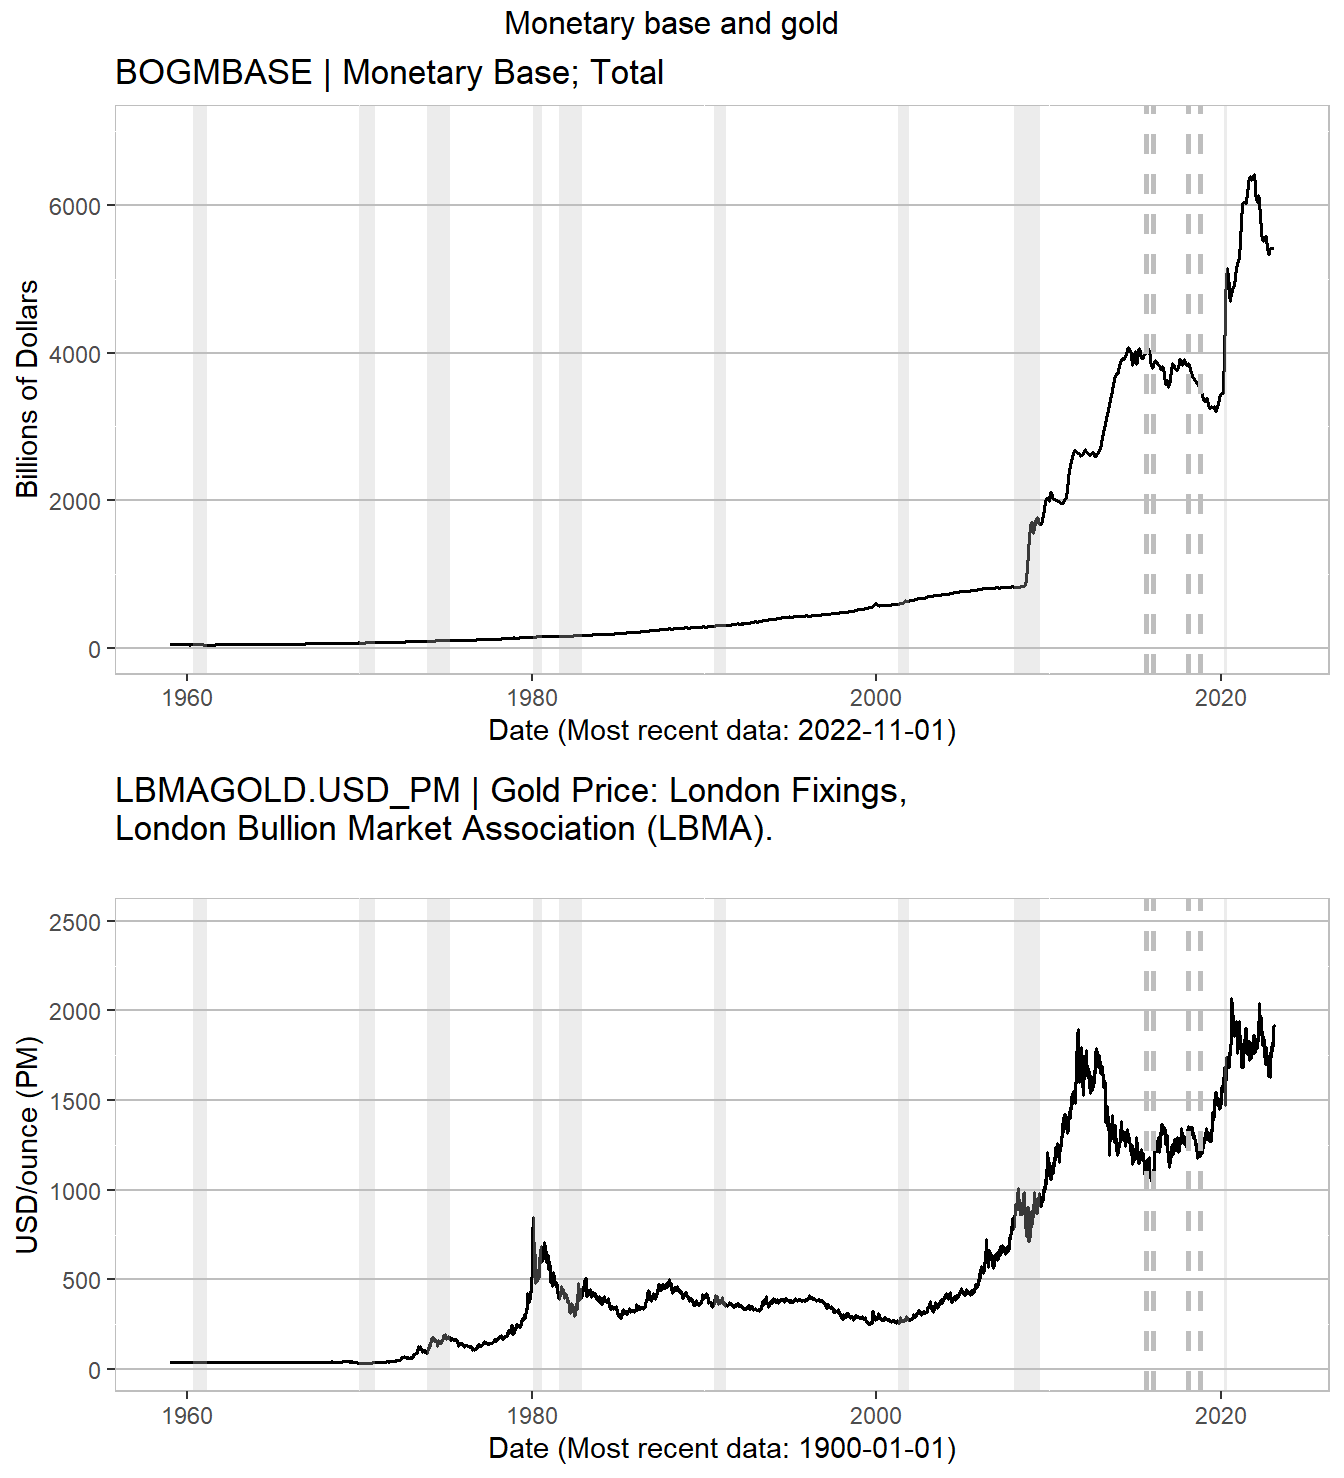 Monetary base and gold
BOGMBASE | Monetary Base; Total
Billions of Dollars
6000
4000
2000
0
1960 1980 2000 2020
Date (Most recent data: 2022-11-01)
LBMAGOLD.USD_PM | Gold Price: London Fixings,
London Bullion Market Association (LBMA).
USD/ounce (PM)
2500
2000
1500
1000
500
0
1960 1980 2000 2020
Date (Most recent data: 1900-01-01)